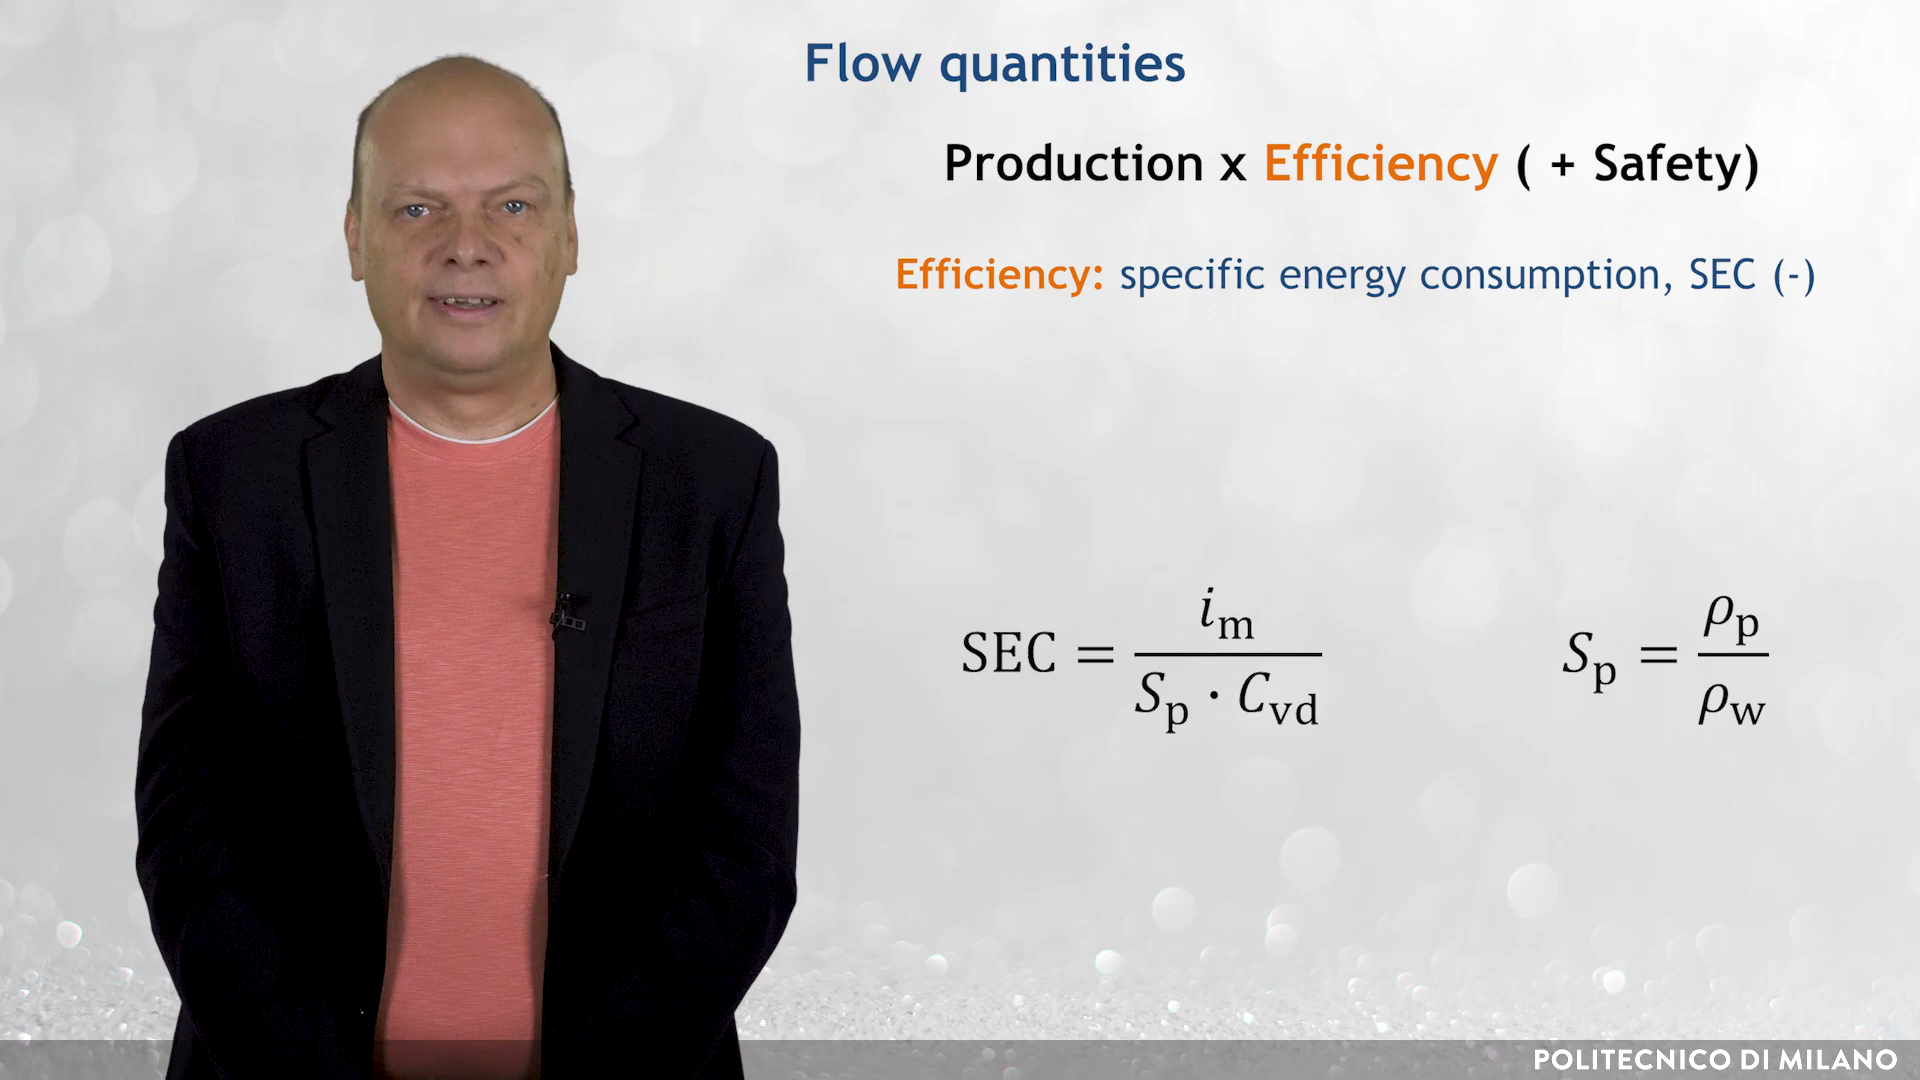 Flow quantities
Production x Efficiency ( + Safety)
Efficiency: specific energy consumption, SEC (-)
SEC = i_m / (S_p · C_vd)
S_p = ρ_p / ρ_w
POLITECNICO DI MILANO